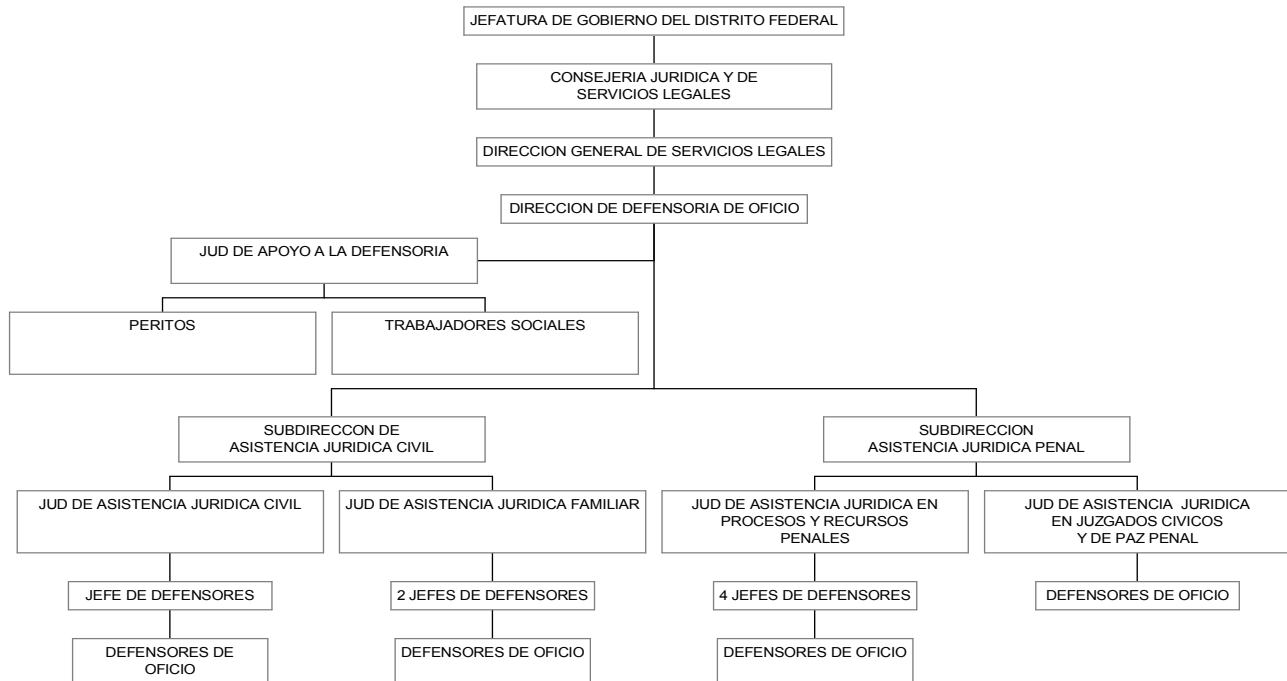 JEFATURA DE GOBIERNO DEL DISTRITO FEDERAL
CONSEJERIA JURIDICA Y DE
SERVICIOS LEGALES
DIRECCION GENERAL DE SERVICIOS LEGALES
DIRECCION DE DEFENSORIA DE OFICIO
JUD DE APOYO A LA DEFENSORIA
PERITOS
TRABAJADORES SOCIALES
SUBDIRECCON DE
ASISTENCIA JURIDICA CIVIL
SUBDIRECCION
ASISTENCIA JURIDICA PENAL
JUD DE ASISTENCIA JURIDICA CIVIL
JUD DE ASISTENCIA JURIDICA FAMILIAR
JUD DE ASISTENCIA JURIDICA EN
PROCESOS Y RECURSOS
PENALES
JUD DE ASISTENCIA JURIDICA
EN JUZGADOS CIVICOS
Y DE PAZ PENAL
JEFE DE DEFENSORES
2 JEFES DE DEFENSORES
4 JEFES DE DEFENSORES
DEFENSORES DE OFICIO
DEFENSORES DE
OFICIO
DEFENSORES DE OFICIO
DEFENSORES DE OFICIO